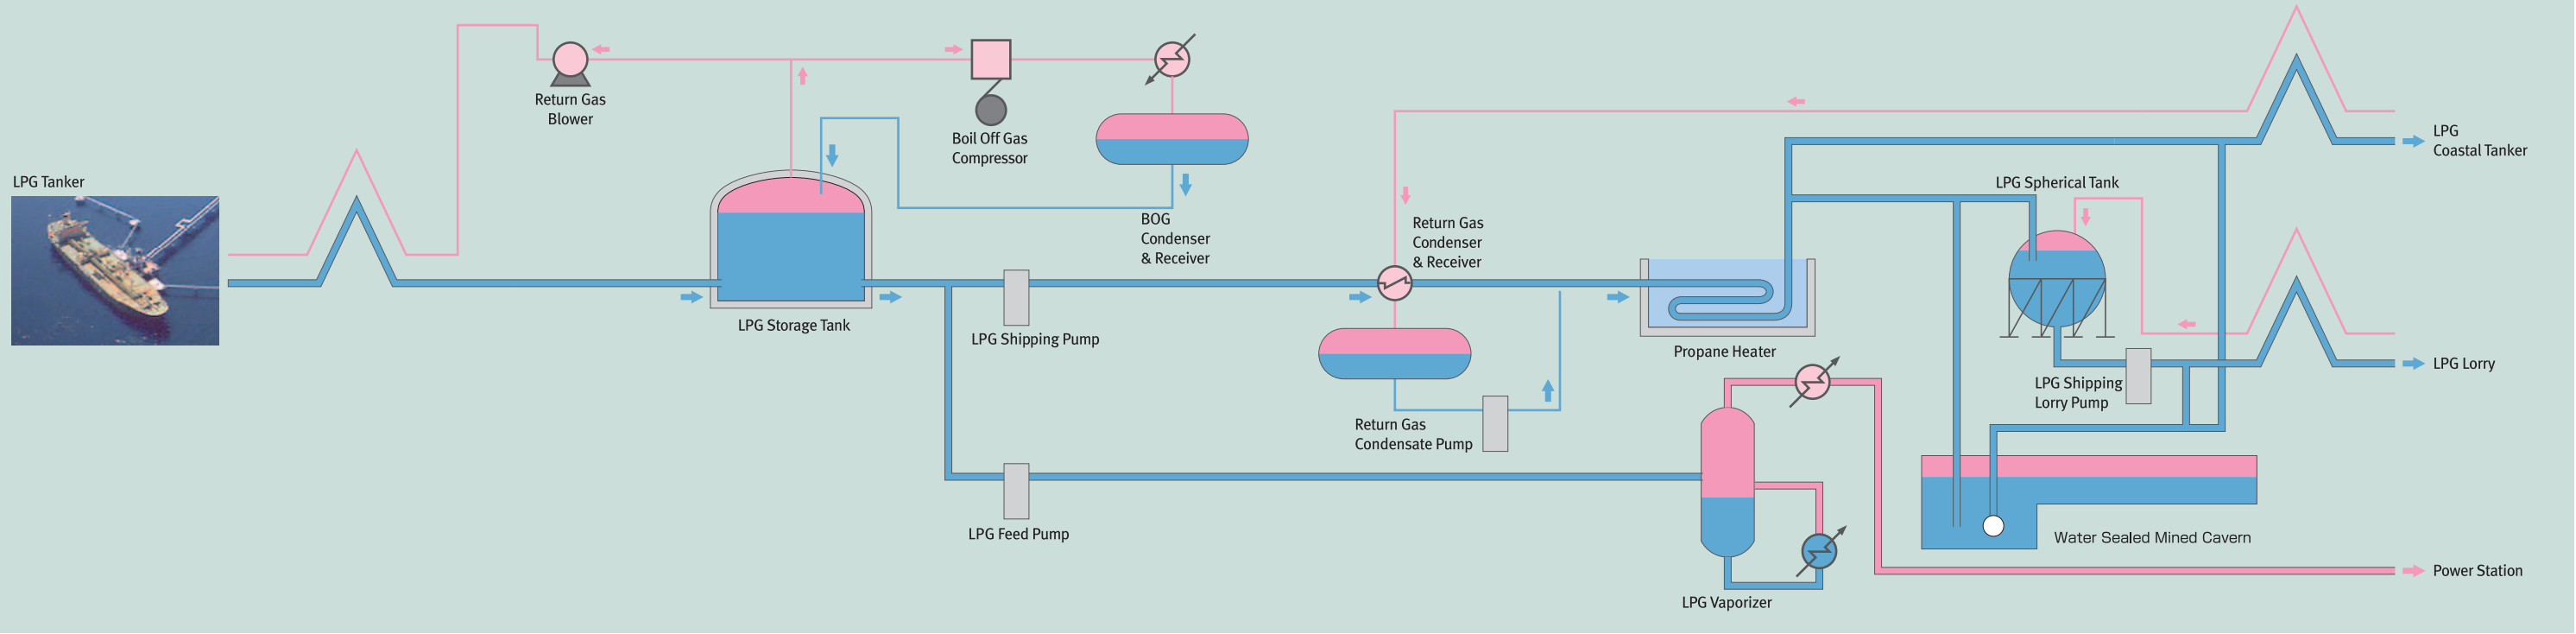 LPG Tanker
Return Gas
Blower
LPG Storage Tank
Boil Off Gas
Compressor
BOG
Condenser
& Receiver
LPG Shipping Pump
LPG Feed Pump
Return Gas
Condenser
& Receiver
Return Gas
Condensate Pump
Propane Heater
LPG Vaporizer
LPG Spherical Tank
LPG Shipping
Lorry Pump
Water Sealed Mined Cavern
LPG
Coastal Tanker
LPG Lorry
Power Station